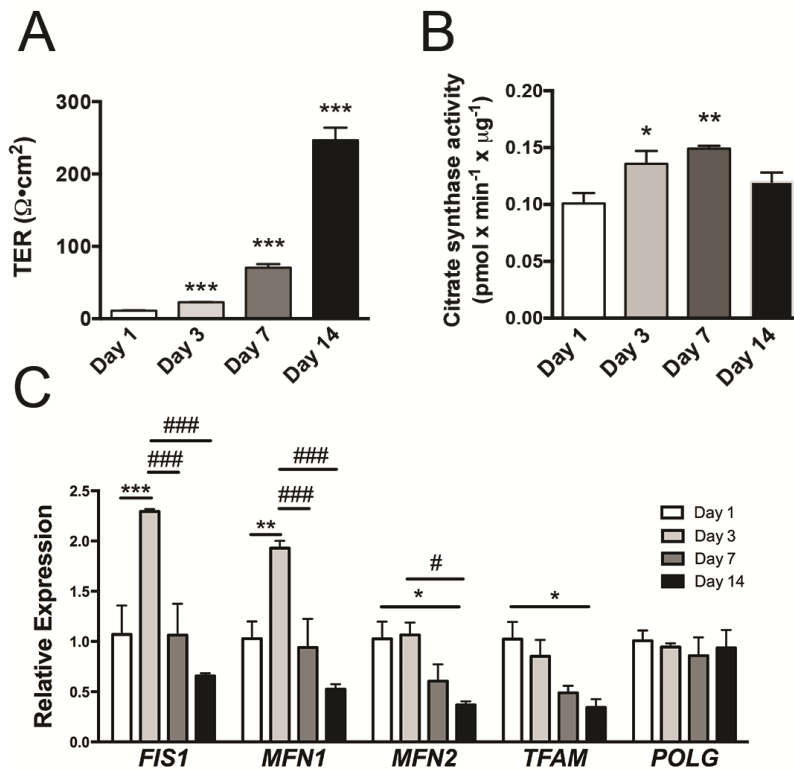 A
TER (Ω•cm²)
300
200
100
0
***
***
***
Day 1
Day 3
Day 7
Day 14
B
Citrate synthase activity
(pmol x min⁻¹ x µg⁻¹)
0.20
0.15
0.10
0.05
0.00
*
**
Day 1
Day 3
Day 7
Day 14
C
Relative Expression
2.5
2.0
1.5
1.0
0.5
0.0
###
###
***
###
###
**
#
*
*
Day 1
Day 3
Day 7
Day 14
FIS1
MFN1
MFN2
TFAM
POLG